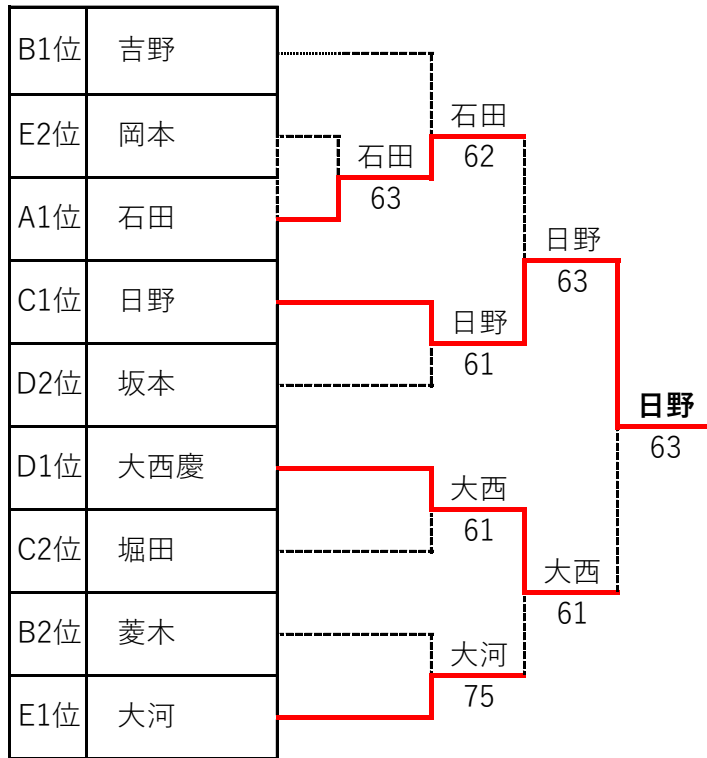 B1位 吉野
E2位 岡本
A1位 石田
C1位 日野
D2位 坂本
D1位 大西慶
C2位 堀田
B2位 菱木
E1位 大河
石田
63
石田
62
日野
61
大西
61
大河
75
日野
63
大西
61
日野
63